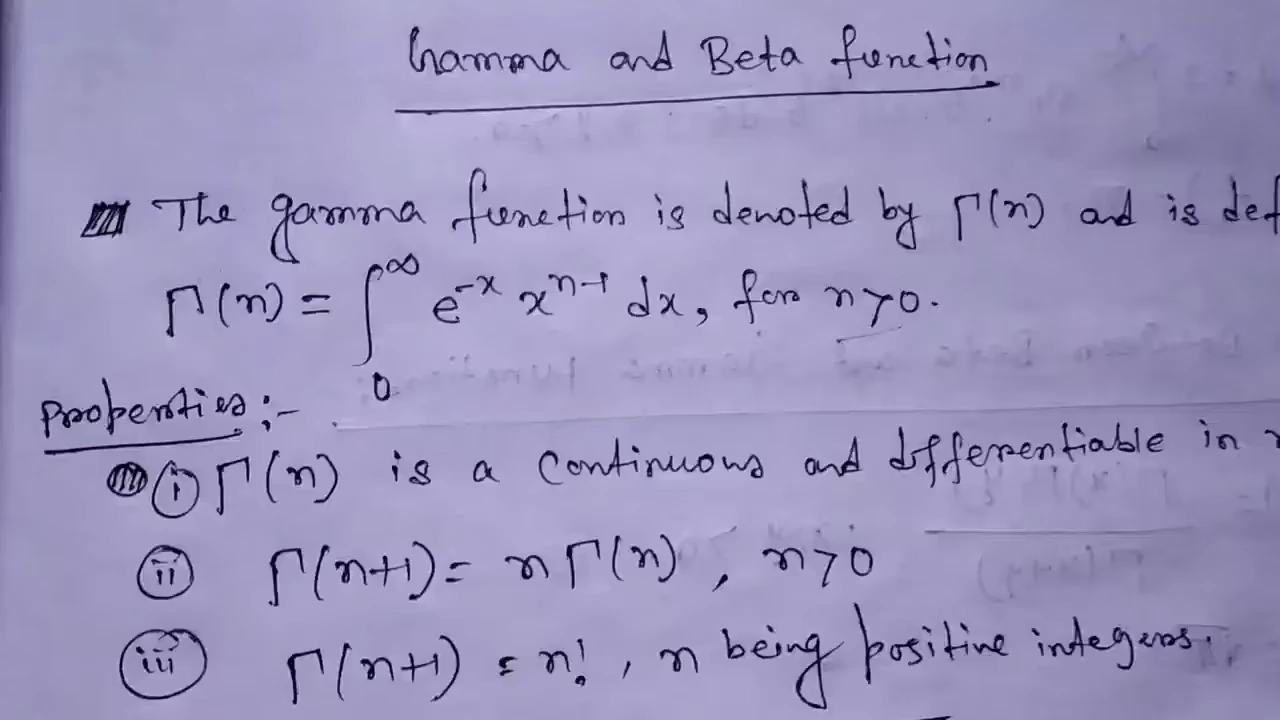 Gamma and Beta function
The gamma function is denoted by Γ(n) and is def
Γ(n) = ∫₀^∞ e^{-x} x^{n-1} dx, for n>0.
Properties:-
(i) Γ(n) is a continuous and differentiable in
(ii) Γ(n+1) = nΓ(n), n>0
(iii) Γ(n+1) = n!, n being positive integers.